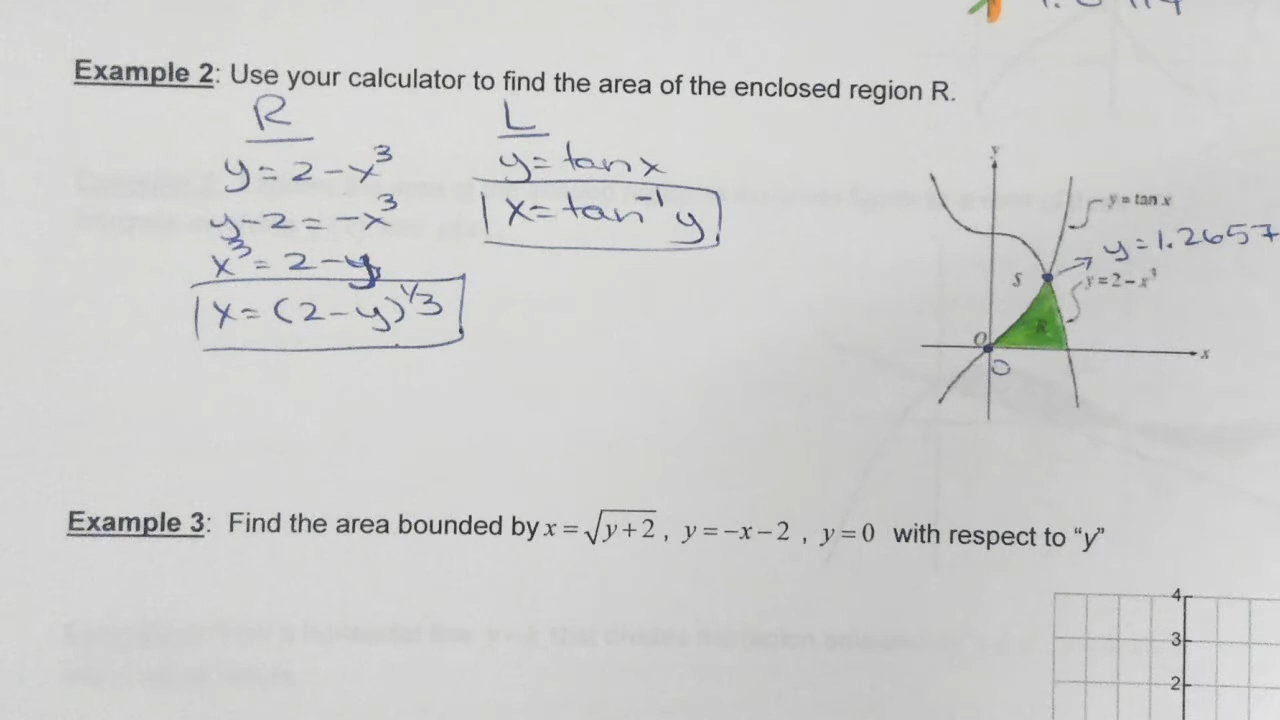 Example 2: Use your calculator to find the area of the enclosed region R.
R
y = 2 - x³
y - 2 = - x³
x³ = 2 - y
x = (2 - y)^1/3
L
y = tan x
x = tan⁻¹ y
y
y = tan x
y = 1.2657
S
y = 2 - x³
R
O
x
O
Example 3: Find the area bounded by x = √y+2 , y = -x - 2 , y = 0 with respect to “y”
4
3
2